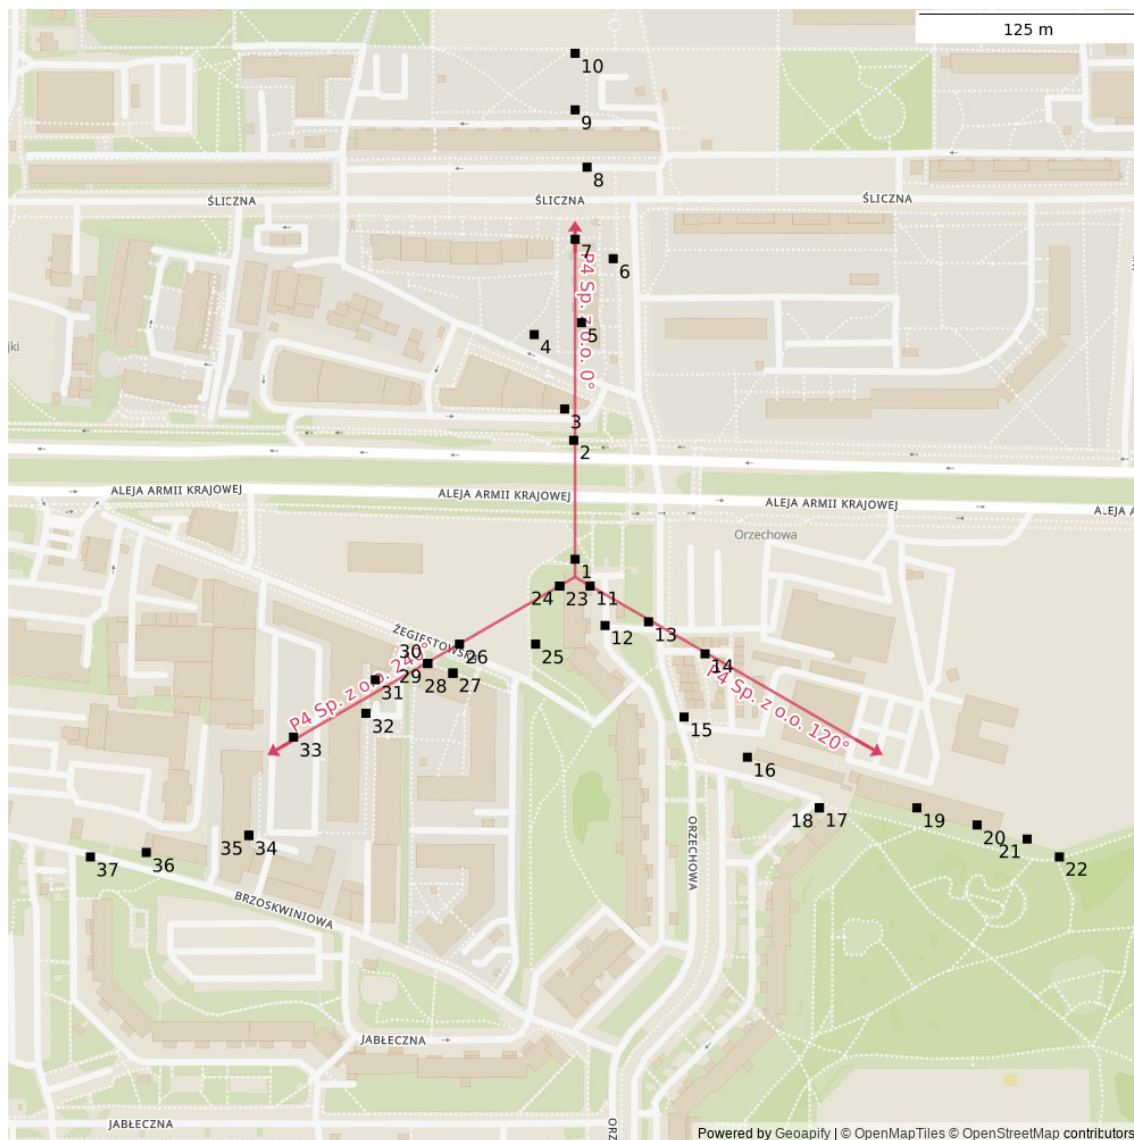 125 m
10
9
8
ŚLICZNA
ŚLICZNA
ŚLICZNA
7
6
P4 Sp. z o.o. 0°
5
4
jki
3
2
ALEJA ARMII KRAJOWEJ
ALEJA ARMII KRAJOWEJ
ALEJA ARMII KRAJOWEJ
ALEJA A
Orzechowa
1
24
23
11
12
13
ŻEGIESTOWSKA
25
26
30
14
29
28
27
P4 Sp. z o.o. 240°
P4 Sp. z o.o. 120°
31
32
15
33
16
18
17
19
20
21
22
35
34
36
37
ORZECHOWA
BRZOSKWINIOWA
JABŁECZNA
JABŁECZNA
ORZ
Powered by Geoapify | © OpenMapTiles © OpenStreetMap contributors